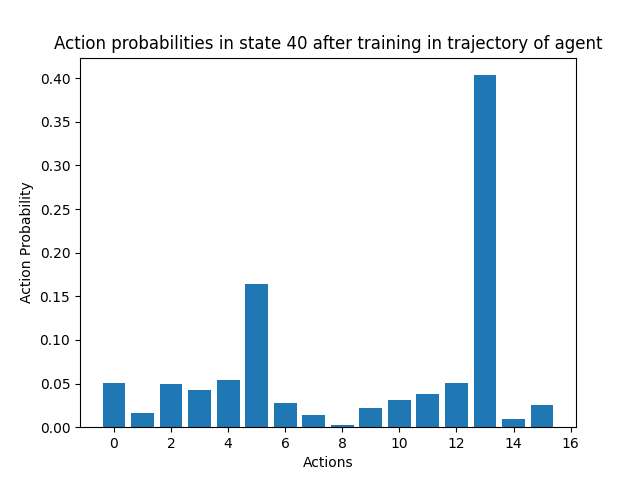 Action probabilities in state 40 after training in trajectory of agent
0.40
0.35
0.30
0.25
0.20
0.15
0.10
0.05
0.00
Action Probability
0 2 4 6 8 10 12 14 16
Actions